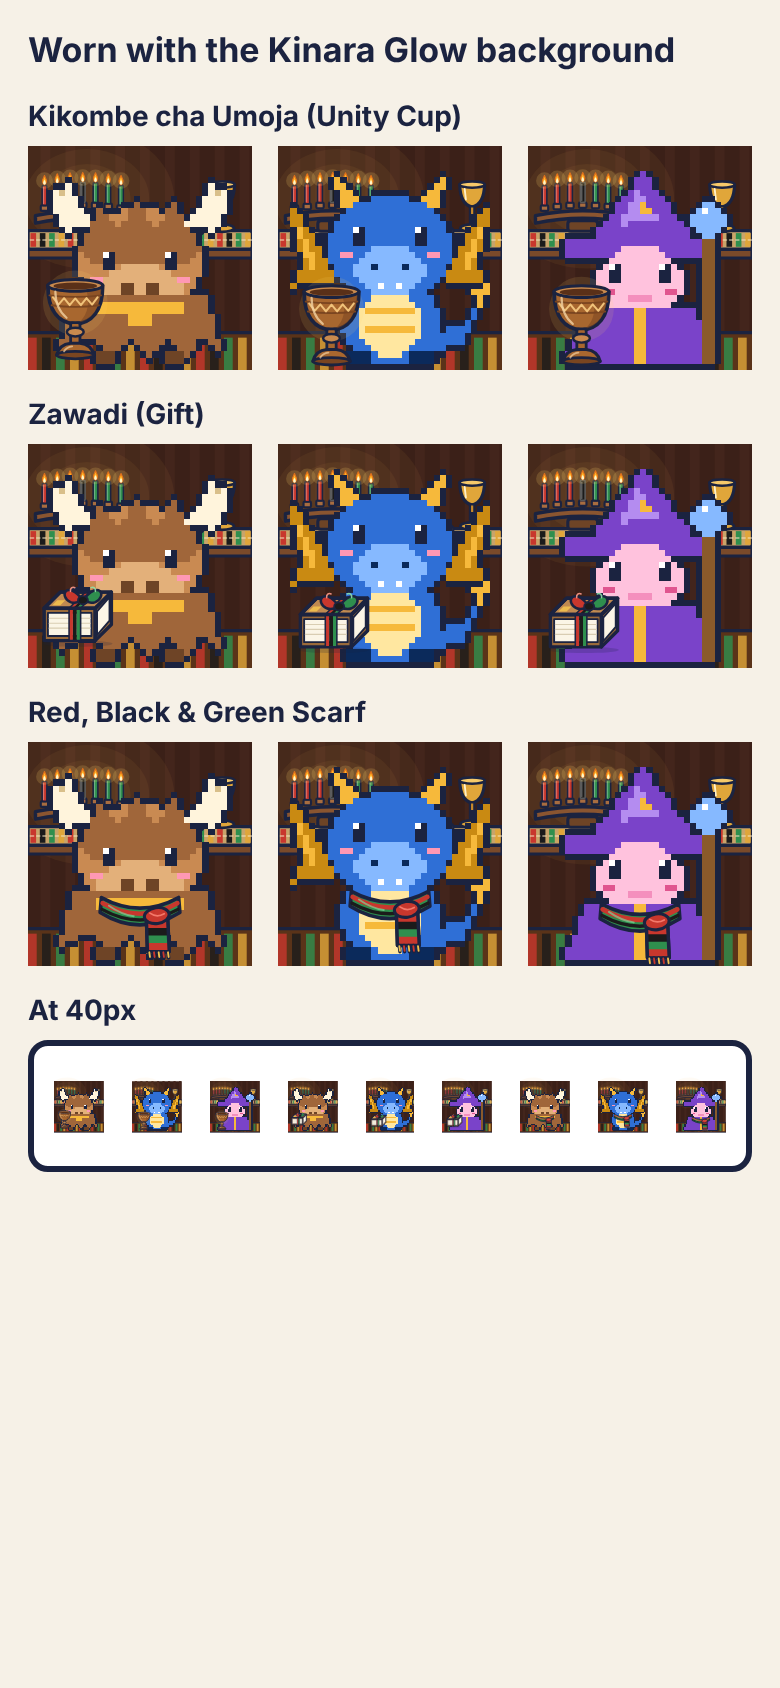 Worn with the Kinara Glow background
Kikombe cha Umoja (Unity Cup)
Zawadi (Gift)
Red, Black & Green Scarf
At 40px